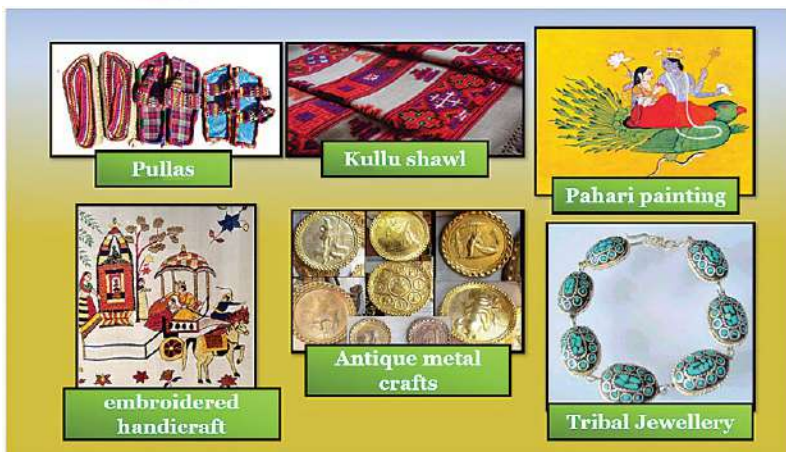 Pullas
Kullu shawl
Pahari painting
embroidered
handicraft
Antique metal
crafts
Tribal Jewellery